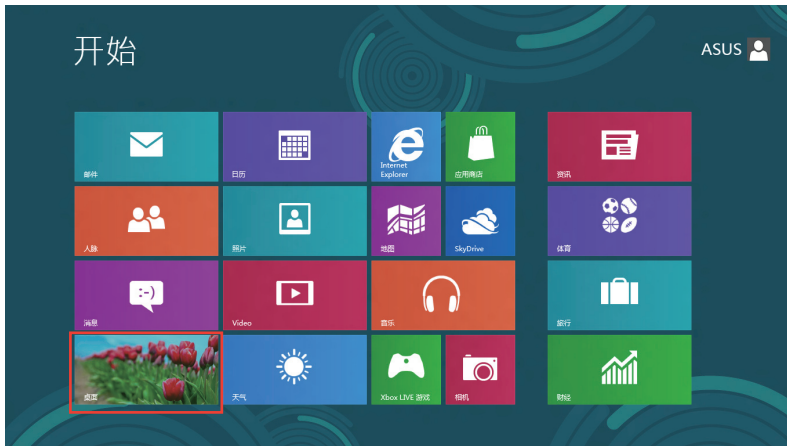 开始
ASUS
邮件
日历
Internet
Explorer
应用商店
资讯
人脉
照片
地图
SkyDrive
体育
消息
Video
音乐
旅行
桌面
天气
Xbox LIVE 游戏
相机
财经